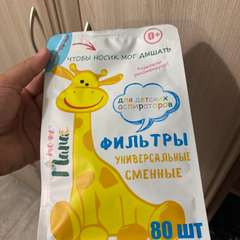 ЧТОБЫ НОСИК МОГ ДЫШАТЬ
0+
для детских
аспираторов
ФИЛЬТРЫ
УНИВЕРСАЛЬНЫЕ
СМЕННЫЕ
80 шт